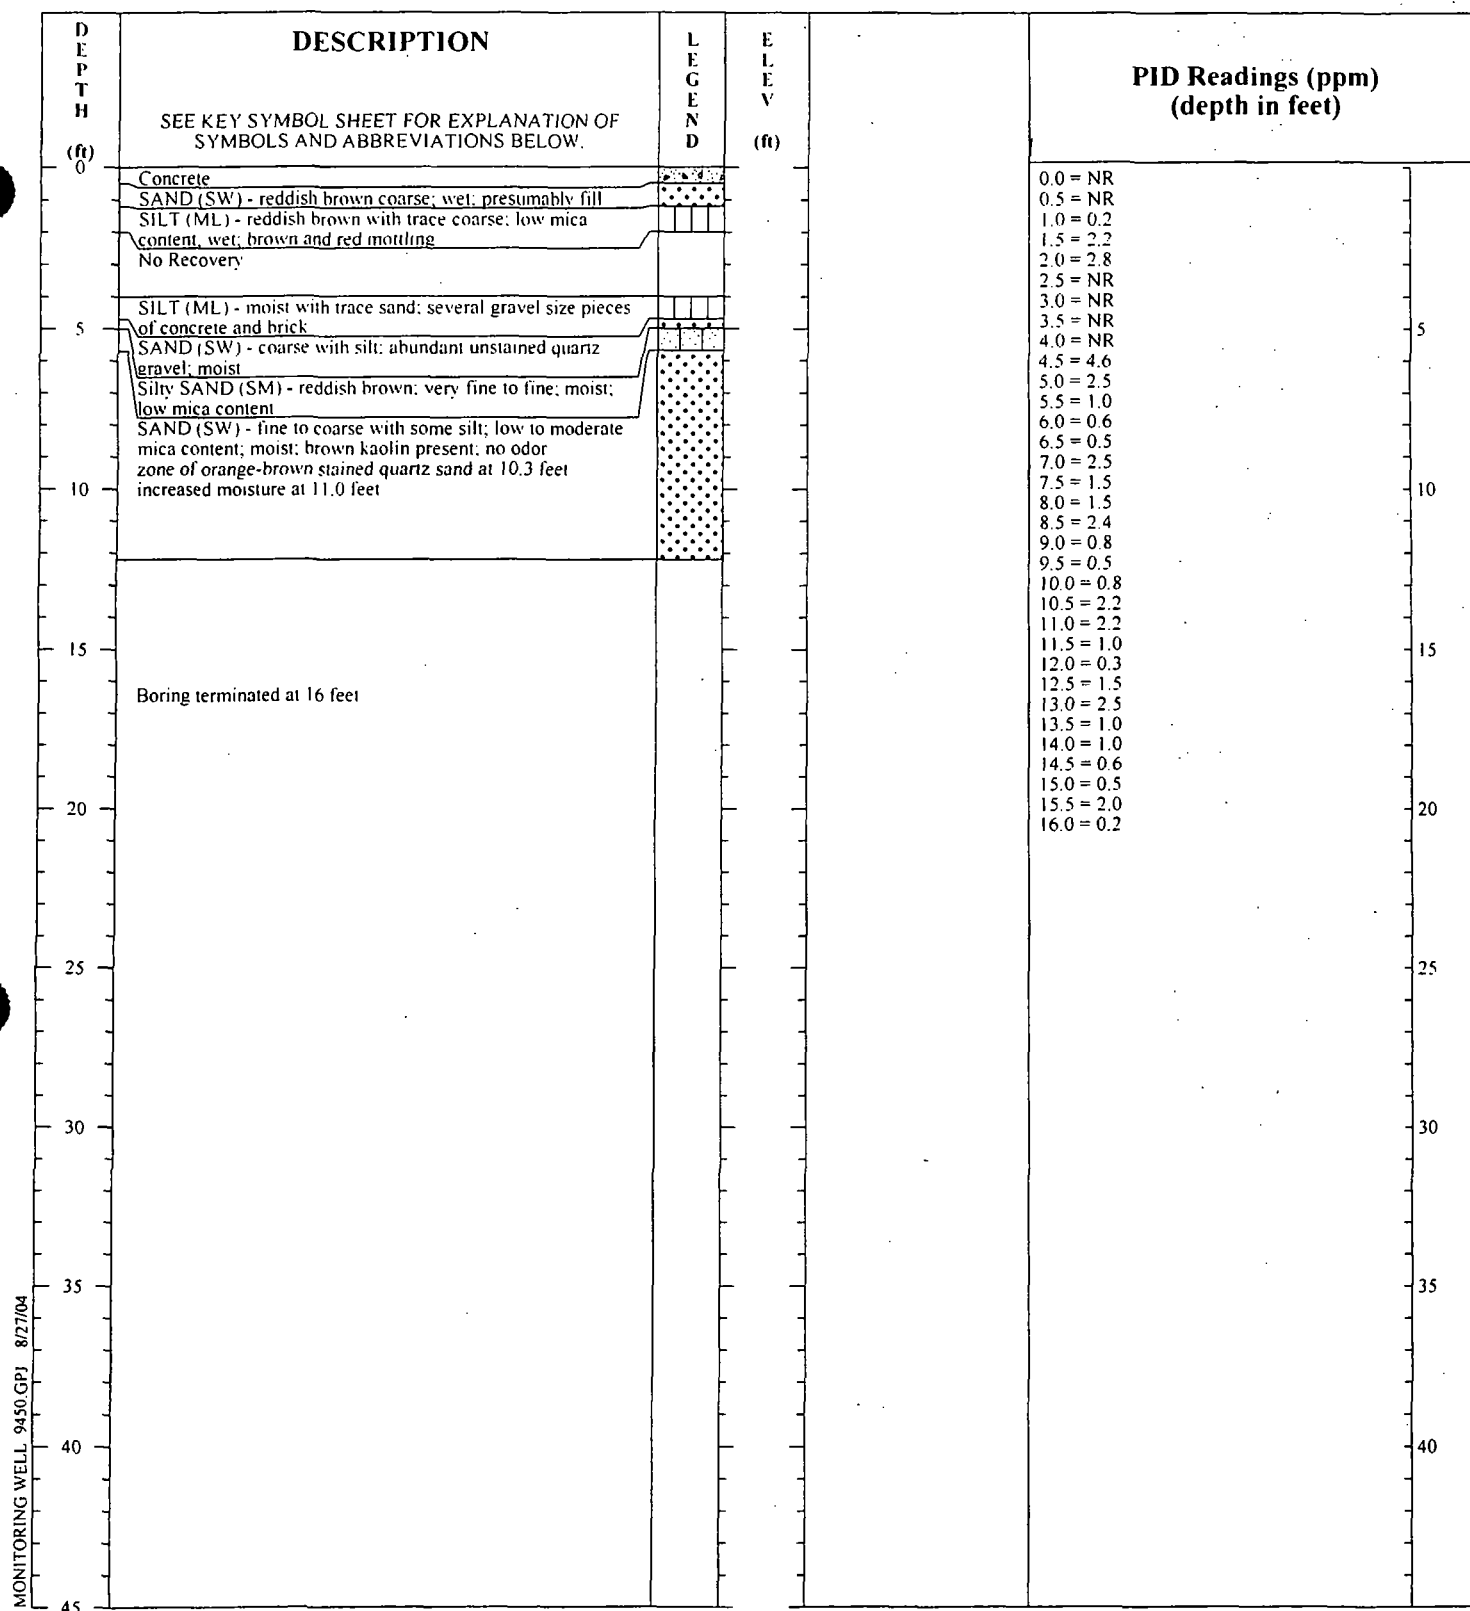 DEPTH
(ft)
DESCRIPTION
SEE KEY SYMBOL SHEET FOR EXPLANATION OF
SYMBOLS AND ABBREVIATIONS BELOW.
LEGEND
ELEV
(ft)
PID Readings (ppm)
(depth in feet)
0
Concrete
SAND (SW) - reddish brown coarse; wet; presumably fill
SILT (ML) - reddish brown with trace coarse; low mica
content, wet; brown and red mottling
No Recovery
SILT (ML) - moist with trace sand; several gravel size pieces
of concrete and brick
SAND (SW) - coarse with silt; abundant unstained quartz
gravel; moist
Silty SAND (SM) - reddish brown; very fine to fine; moist;
low mica content
SAND (SW) - fine to coarse with some silt; low to moderate
mica content; moist; brown kaolin present; no odor
zone of orange-brown stained quartz sand at 10.3 feet
increased moisture at 11.0 feet
Boring terminated at 16 feet
5
10
15
20
25
30
35
40
45
0.0 = NR
0.5 = NR
1.0 = 0.2
1.5 = 2.2
2.0 = 2.8
2.5 = NR
3.0 = NR
3.5 = NR
4.0 = NR
4.5 = 4.6
5.0 = 2.5
5.5 = 1.0
6.0 = 0.6
6.5 = 0.5
7.0 = 2.5
7.5 = 1.5
8.0 = 1.5
8.5 = 2.4
9.0 = 0.8
9.5 = 0.5
10.0 = 0.8
10.5 = 2.2
11.0 = 2.2
11.5 = 1.0
12.0 = 0.3
12.5 = 1.5
13.0 = 2.5
13.5 = 1.0
14.0 = 1.0
14.5 = 0.6
15.0 = 0.5
15.5 = 2.0
16.0 = 0.2
5
10
15
20
25
30
35
40
MONITORING WELL 9450.GPJ 8/27/04